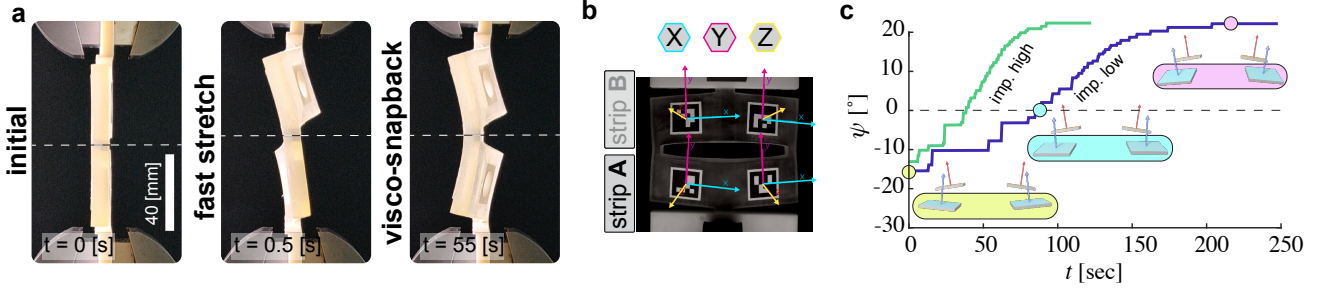 a
initial
40 [mm]
t = 0 [s]
fast stretch
t = 0.5 [s]
visco-snapback
t = 55 [s]
b
X Y Z
strip B
strip A
y
y
x
x
y
y
x
x
c
20
10
0
-10
-20
-30
ψ [°]
imp. high
imp. low
0 50 100 150 200 250
t [sec]